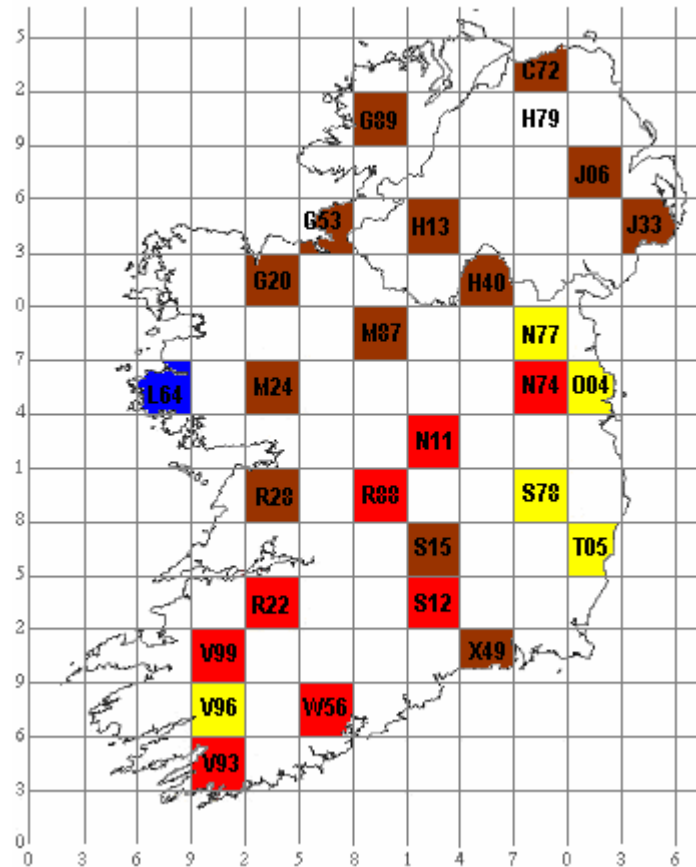 5
C72
2
G89 H79
9
J06
6
G53 H13 J33
3
G20 H40
0
M87 N77
7
L64 M24 N74 O04
4
N11
1
R28 R88 S78
8
S15 T05
5
R22 S12
2
V99 X49
9
V96 W56
6
V93
3
0
0 3 6 9 2 5 8 1 4 7 0 3 6